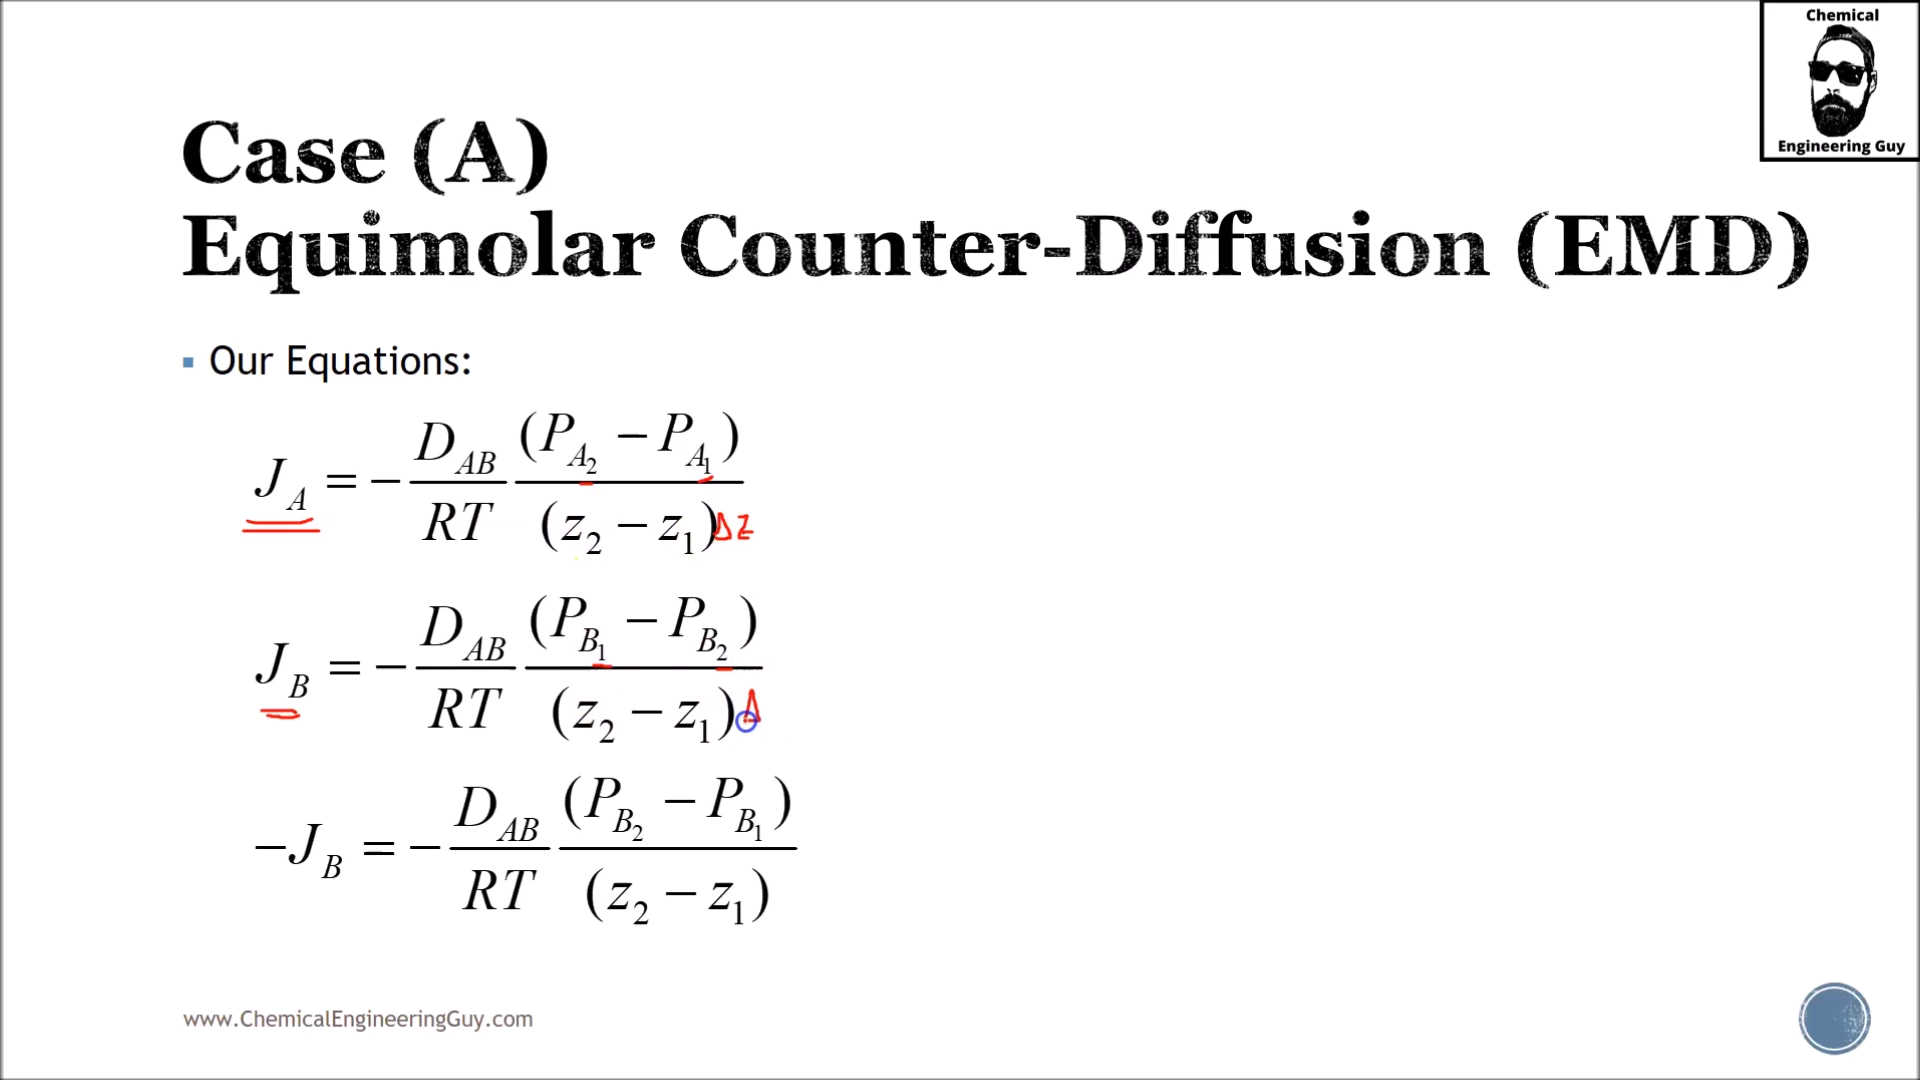 Chemical
Engineering Guy
Case (A)
Equimolar Counter-Diffusion (EMD)
Our Equations:
J_A = − D_AB/RT (P_A2 − P_A1)/(z_2 − z_1) ΔZ
J_B = − D_AB/RT (P_B1 − P_B2)/(z_2 − z_1) Δ
−J_B = − D_AB/RT (P_B2 − P_B1)/(z_2 − z_1)
www.ChemicalEngineeringGuy.com